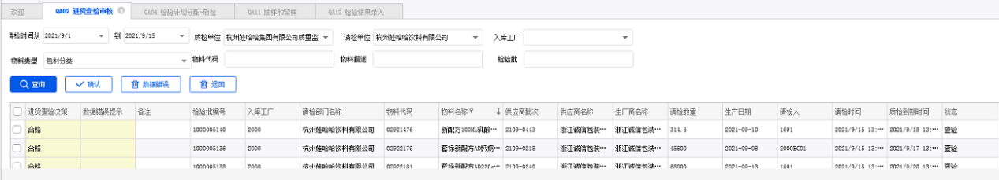 欢迎 QA02 进货查验审核 QA04 检验计划分配-质检 QA11 抽样和留样 QA12 检验结果录入
请检时间从 2021/9/1 到 2021/9/15 质检单位 杭州娃哈哈集团有限公司质量监 请检单位 杭州娃哈哈饮料有限公司 入库工厂
物料类型 包材分类 物料代码 物料描述 检验批
查询 确认 数据错误 退回
进货查验决策 数据错误提示 备注 检验批编号 入库工厂 请检部门名称 物料代码 物料名称 供应商批次 供应商名称 生厂商名称 请检数量 生产日期 请检人 请检时间 质检到期时间 状态
合格 1000005140 2000 杭州娃哈哈饮料有限公司 02921476 新配方100ML乳酸… 2109-0443 浙江诚信包装… 浙江诚信包装… 314.5 2021-09-10 1691 2021/9/15 13:… 2021/9/18 13:… 查验
合格 1000005136 2000 杭州娃哈哈饮料有限公司 02922179 套标新配方AD钙奶… 2109-0218 浙江诚信包装… 浙江诚信包装… 45600 2021-09-08 2000BC01 2021/9/15 13:… 2021/9/17 13:… 查验
合格 1000005138 2000 杭州娃哈哈饮料有限公司 02922181 套标新配方AD220g… 2109-0240 浙江诚信包装… 浙江诚信包装… 68000 2021-09-13 1691 2021/9/15 13:… 2021/9/20 13:… 查验